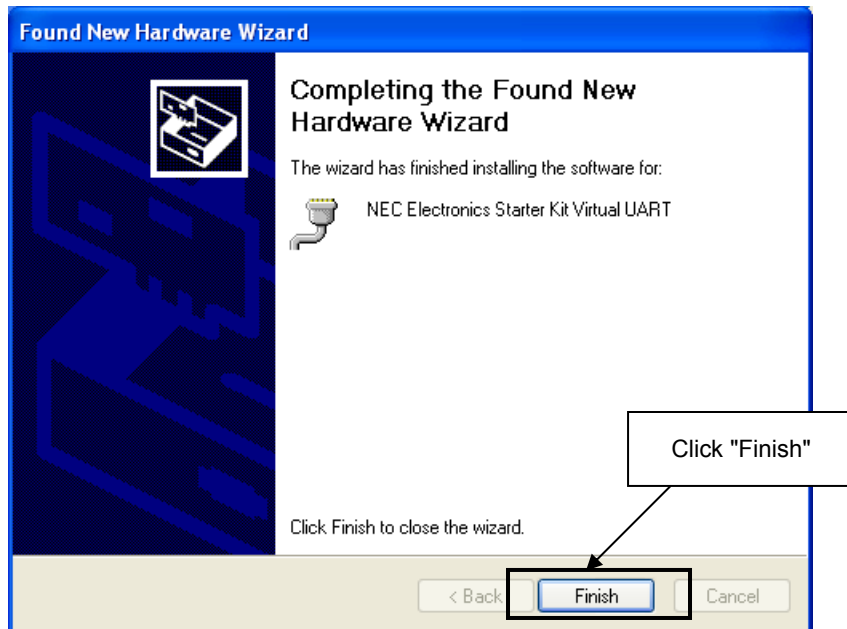 Found New Hardware Wizard
Completing the Found New
Hardware Wizard
The wizard has finished installing the software for:
NEC Electronics Starter Kit Virtual UART
Click "Finish"
Click Finish to close the wizard.
< Back
Finish
Cancel